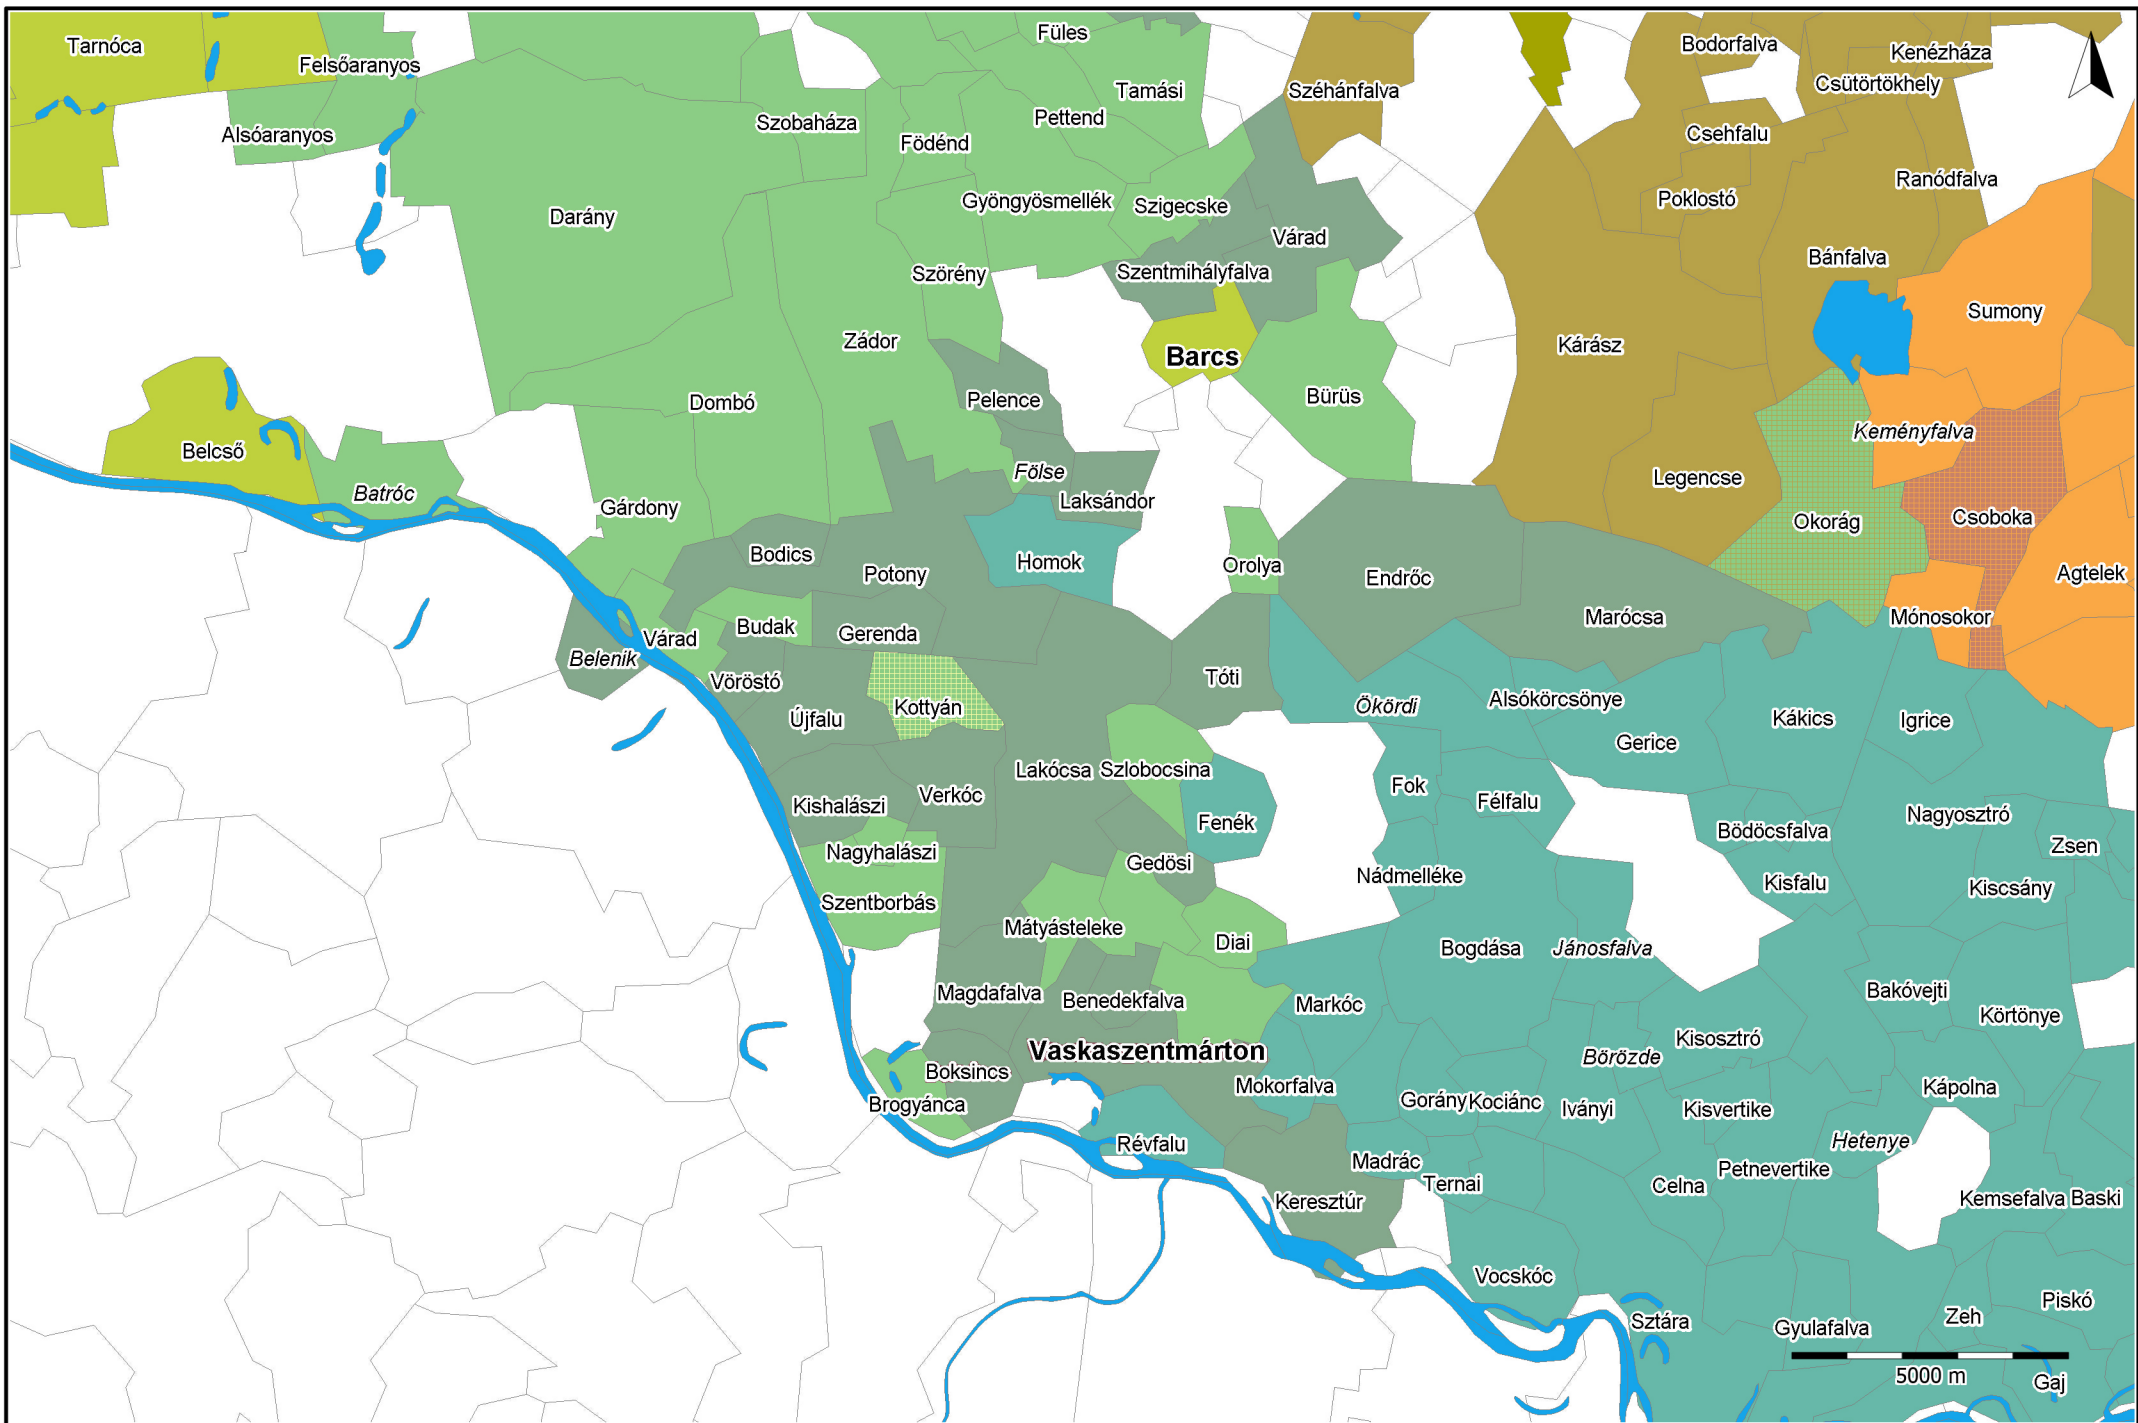 Füles
Tarnóca
Bodorfalva
Kenézháza
Felsőaranyos
Csütörtökhely
Tamási
Széhánfalva
Pettend
Szobaháza
Alsóaranyos
Csehfalu
Födénd
Ranódfalva
Poklostó
Gyöngyösmellék
Szigecske
Darány
Várad
Bánfalva
Szentmihályfalva
Szörény
Sumony
Zádor
Kárász
Barcs
Bürüs
Pelence
Dombó
Keményfalva
Belcső
Fölse
Legencse
Batróc
Laksándor
Gárdony
Csoboka
Okorág
Bodics
Homok
Orolya
Potony
Endrőc
Agtelek
Marócsa
Mónosokor
Budak
Gerenda
Várad
Belenik
Tóti
Vöröstó
Alsókörcsönye
Ökördi
Kottyán
Újfalu
Kákics
Igrice
Gerice
Lakócsa
Szlobocsina
Fok
Verkóc
Félfalu
Kishalászi
Nagyosztró
Fenék
Bödöcsfalva
Zsen
Nagyhalászi
Gedösi
Nádmelléke
Kisfalu
Kiscsány
Szentborbás
Mátyásteleke
Diai
Bogdása
Jánosfalva
Magdafalva
Benedekfalva
Markóc
Bakóvejti
Körtönye
Kisosztró
Vaskaszentmárton
Börözde
Boksincs
Mokorfalva
Kápolna
Brogyánca
Gorány
Kociánc
Iványi
Kisvertike
Révfalu
Hetenye
Madrác
Petnevertike
Ternai
Celna
Keresztúr
Kemsefalva
Baski
Vocskóc
Piskó
Zeh
Sztára
Gyulafalva
5000 m
Gaj